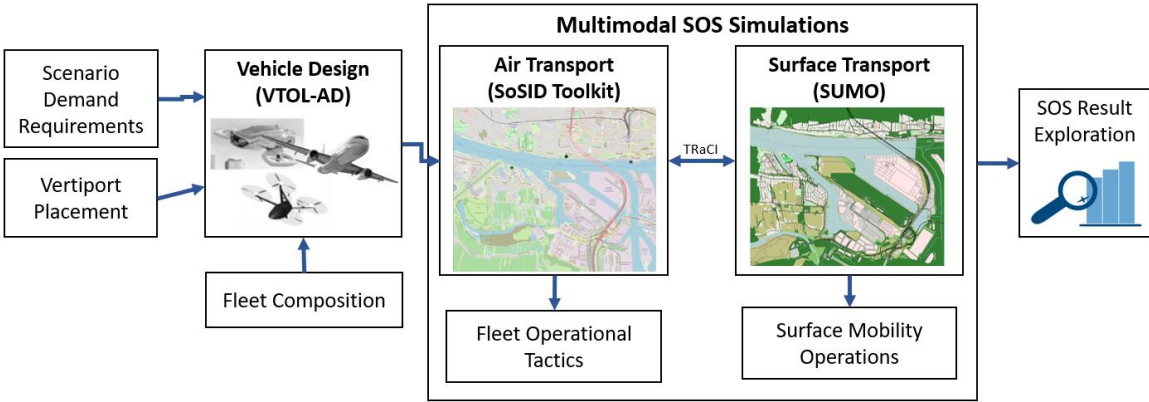 Multimodal SOS Simulations
Scenario
Demand
Requirements
Vertiport
Placement
Vehicle Design
(VTOL-AD)
Fleet Composition
Air Transport
(SoSID Toolkit)
TRaCI
Surface Transport
(SUMO)
Fleet Operational
Tactics
Surface Mobility
Operations
SOS Result
Exploration